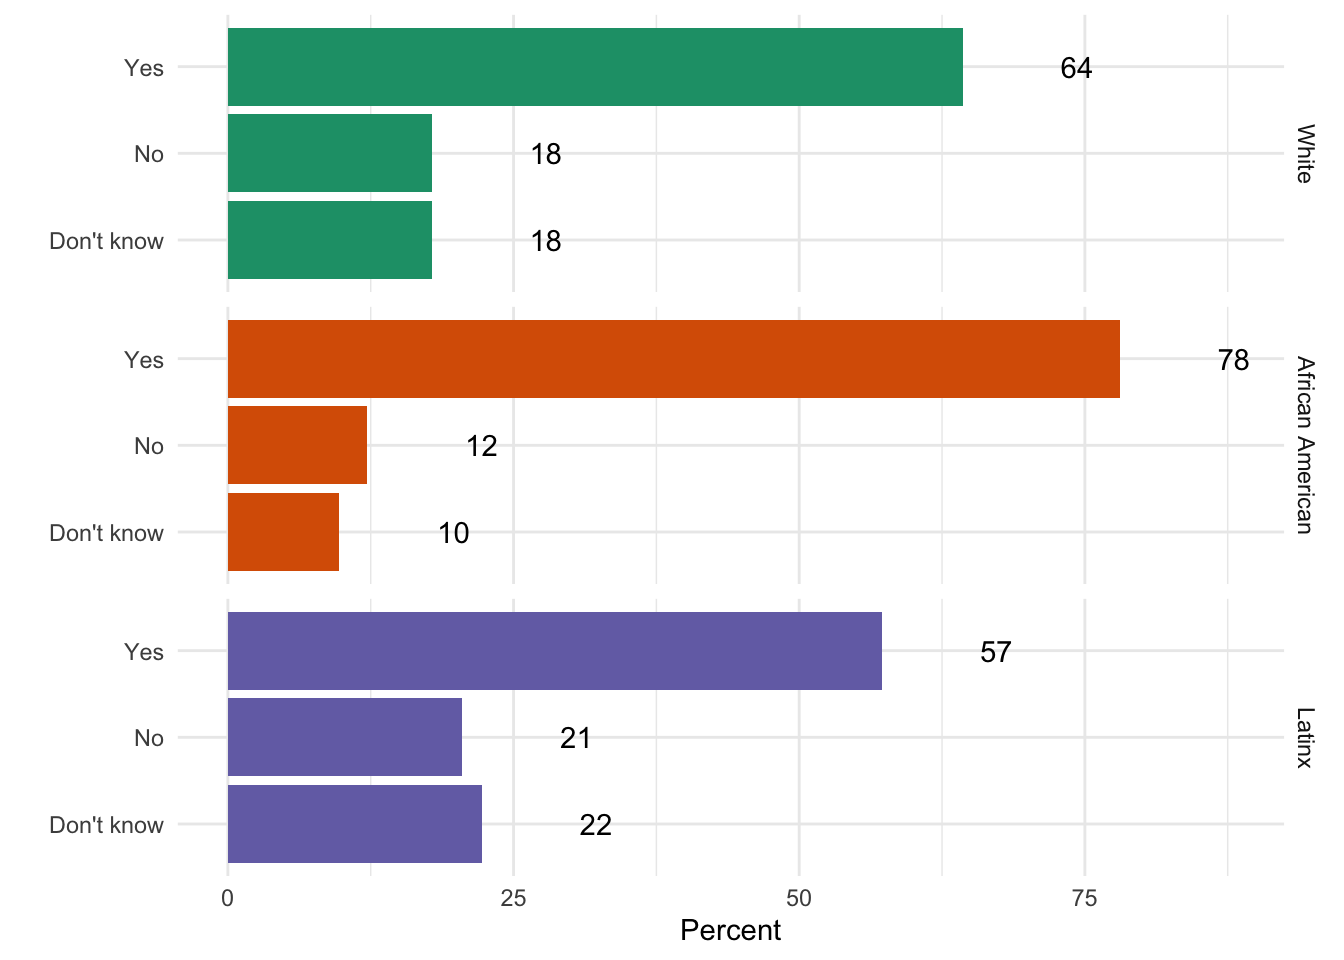 Yes 64
No 18
Don't know 18
White
Yes 78
No 12
Don't know 10
African American
Yes 57
No 21
Don't know 22
Latinx
0 25 50 75
Percent